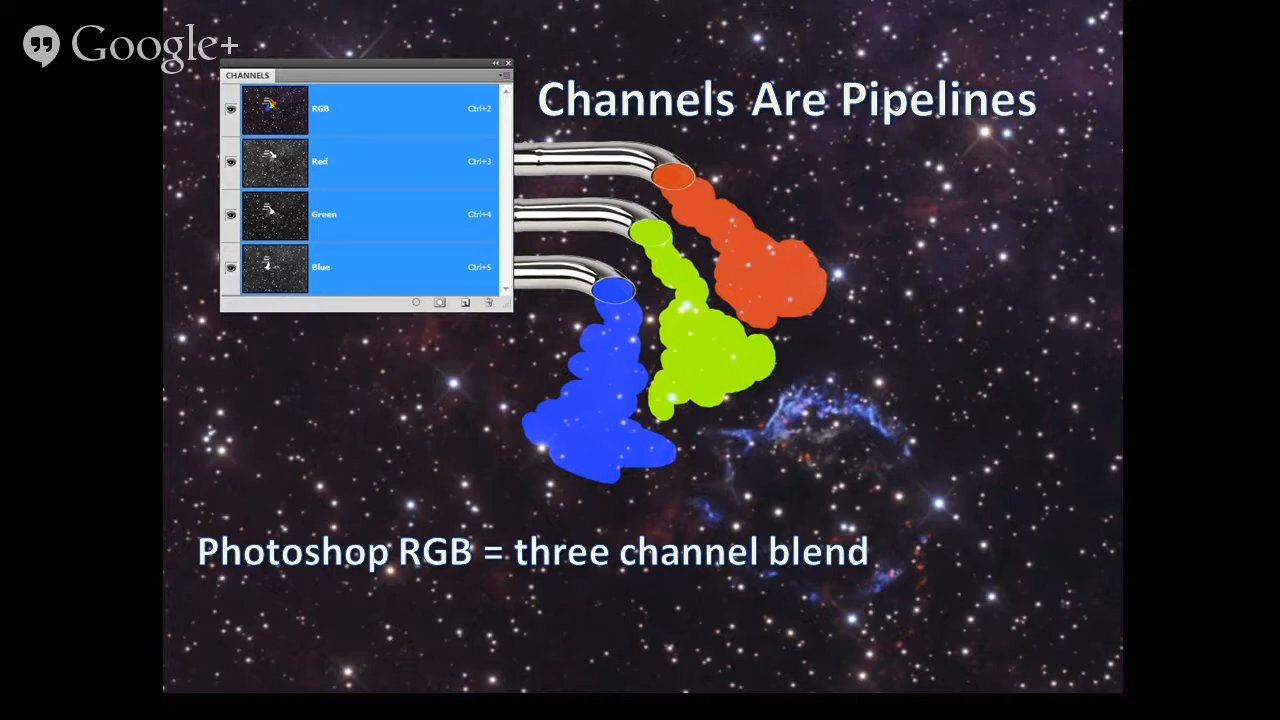 Google+
CHANNELS
Channels Are Pipelines
RGB Ctrl+2
Red Ctrl+3
Green Ctrl+4
Blue Ctrl+5
Photoshop RGB = three channel blend